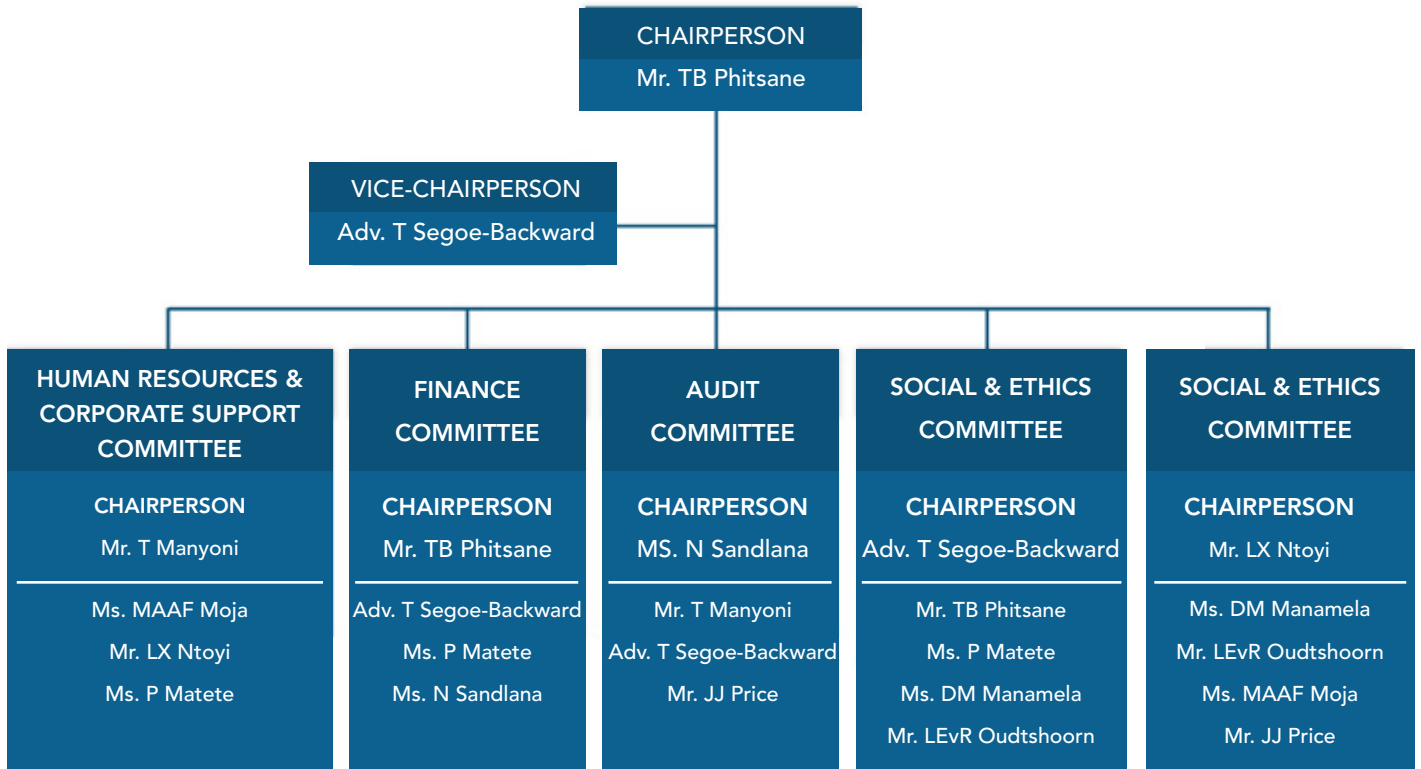 CHAIRPERSON
Mr. TB Phitsane
VICE-CHAIRPERSON
Adv. T Segoe-Backward
HUMAN RESOURCES &
CORPORATE SUPPORT
COMMITTEE
CHAIRPERSON
Mr. T Manyoni
Ms. MAAF Moja
Mr. LX Ntoyi
Ms. P Matete
FINANCE
COMMITTEE
CHAIRPERSON
Mr. TB Phitsane
Adv. T Segoe-Backward
Ms. P Matete
Ms. N Sandlana
AUDIT
COMMITTEE
CHAIRPERSON
MS. N Sandlana
Mr. T Manyoni
Adv. T Segoe-Backward
Mr. JJ Price
SOCIAL & ETHICS
COMMITTEE
CHAIRPERSON
Adv. T Segoe-Backward
Mr. TB Phitsane
Ms. P Matete
Ms. DM Manamela
Mr. LEvR Oudtshoorn
SOCIAL & ETHICS
COMMITTEE
CHAIRPERSON
Mr. LX Ntoyi
Ms. DM Manamela
Mr. LEvR Oudtshoorn
Ms. MAAF Moja
Mr. JJ Price